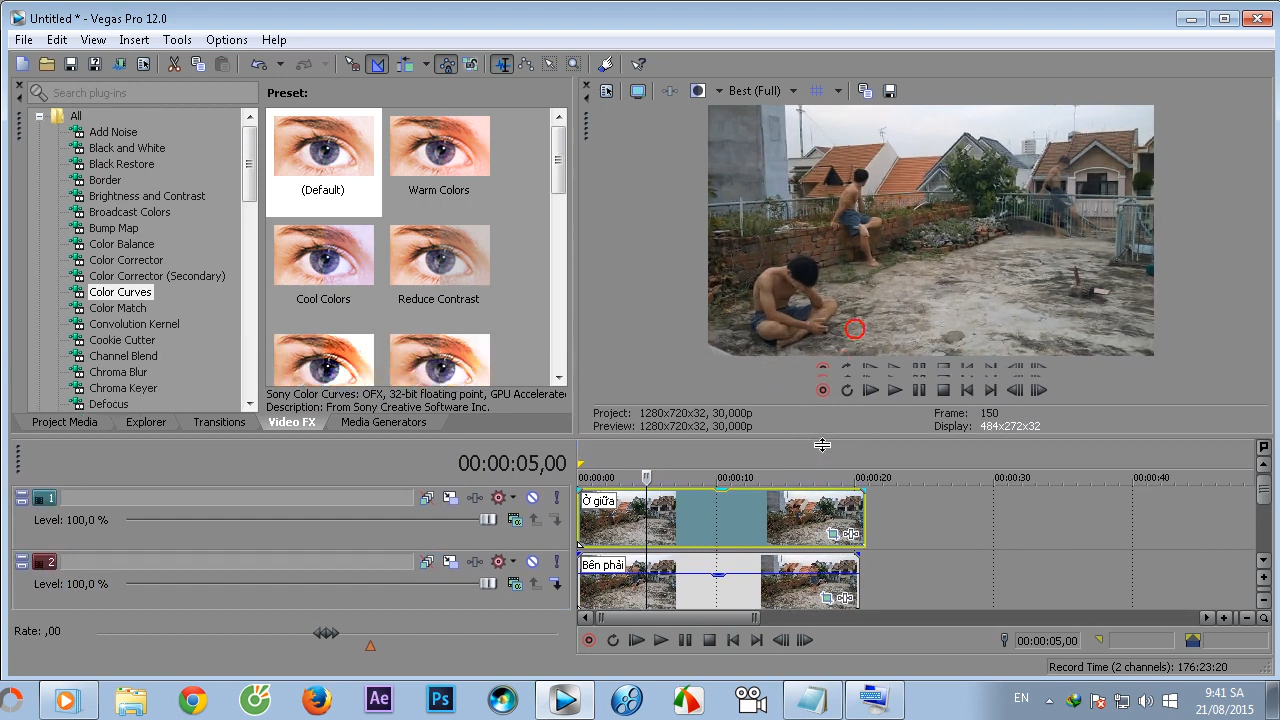 Untitled * - Vegas Pro 12.0
File Edit View Insert Tools Options Help
Search plug-ins
All
Add Noise
Black and White
Black Restore
Border
Brightness and Contrast
Broadcast Colors
Bump Map
Color Balance
Color Corrector
Color Corrector (Secondary)
Color Curves
Color Match
Convolution Kernel
Cookie Cutter
Channel Blend
Chroma Blur
Chroma Keyer
Defocus
Preset:
(Default) Warm Colors
Cool Colors Reduce Contrast
Sony Color Curves: OFX, 32-bit floating point, GPU Accelerate
Description: From Sony Creative Software Inc.
Project Media Explorer Transitions Video FX Media Generators
Best (Full)
Project: 1280x720x32, 30,000p Frame: 150
Preview: 1280x720x32, 30,000p Display: 484x272x32
00:00:05,00
00:00:00 00:00:10 00:00:20 00:00:30 00:00:40
1
Level: 100,0 %
Ở giữa
2
Level: 100,0 %
Bên phải
Rate: ,00
00:00:05,00
Record Time (2 channels): 176:23:20
Ae
Ps
EN
9:41 SA
21/08/2015